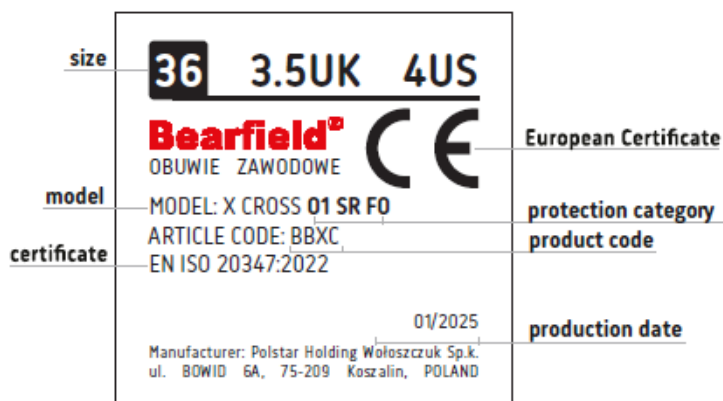 size
36 3.5UK 4US
Bearfield®
OBUWIE ZAWODOWE
CE
European Certificate
model
MODEL: X CROSS 01 SR FO
protection category
ARTICLE CODE: BBXC
product code
certificate
EN ISO 20347:2022
01/2025
production date
Manufacturer: Polstar Holding Wołoszczuk Sp.k.
ul. BOWID 6A, 75-209 Koszalin, POLAND